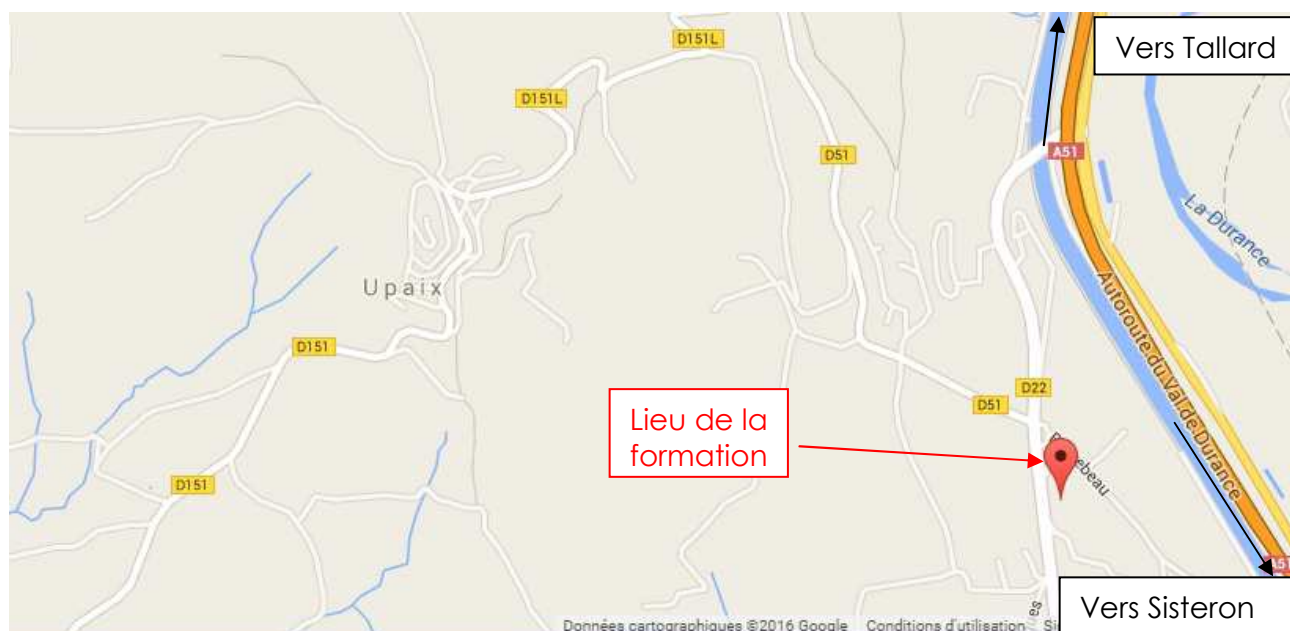 D151L
Vers Tallard
D151L
D51
A51
La Durance
Upaix
Autoroute du Val de Durance
D151
D22
Lieu de la
formation
D51
D151
A51
Vers Sisteron
Données cartographiques ©2016 Google
Conditions d'utilisation